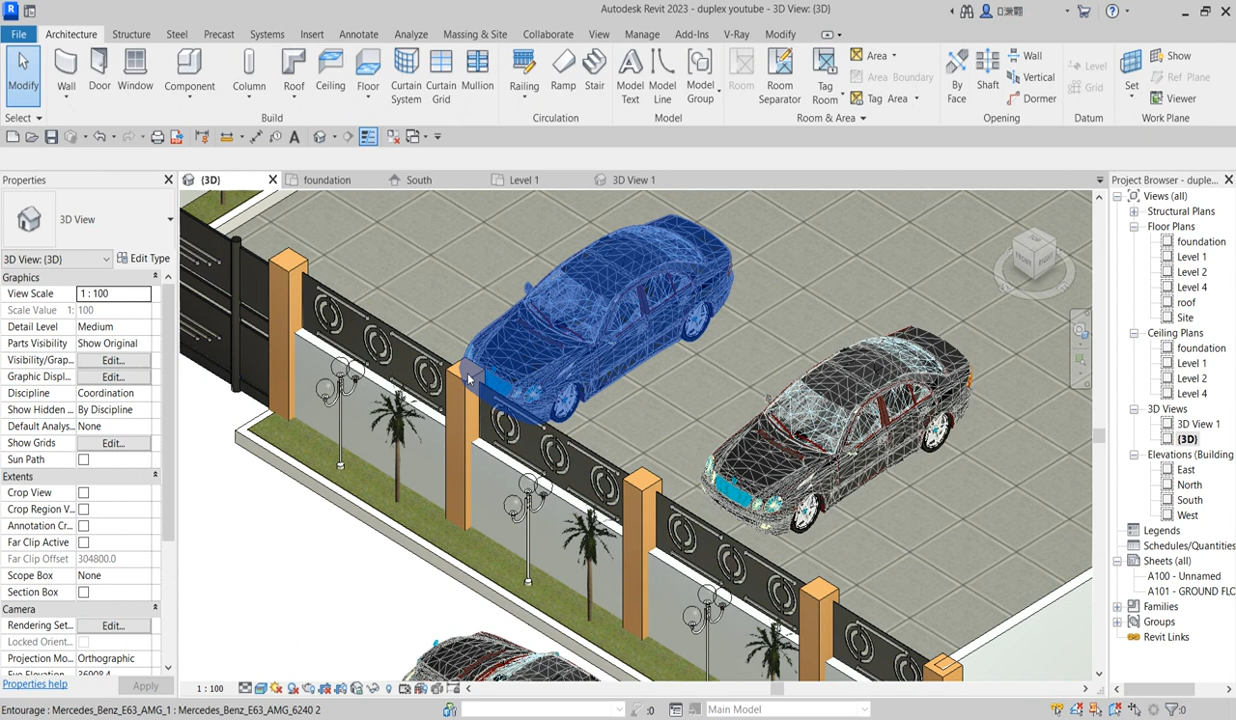 Autodesk Revit 2023 - duplex youtube - 3D View: {3D}
File Architecture Structure Steel Precast Systems Insert Annotate Analyze Massing & Site Collaborate View Manage Add-Ins V-Ray Modify
Modify Wall Door Window Component Column Roof Ceiling Floor Curtain System Curtain Grid Mullion Railing Ramp Stair Model Text Model Line Model Group Room Room Separator Tag Room Area Area Boundary Tag Area By Face Shaft Wall Vertical Dormer Level Grid Set Show Ref Plane Viewer
Select Build Circulation Model Room & Area Opening Datum Work Plane
Properties
{3D} foundation South Level 1 3D View 1
Project Browser - duple...
3D View
3D View: {3D} Edit Type
Graphics
View Scale 1 : 100
Scale Value 1: 100
Detail Level Medium
Parts Visibility Show Original
Visibility/Grap... Edit...
Graphic Displ... Edit...
Discipline Coordination
Show Hidden ... By Discipline
Default Analys... None
Show Grids Edit...
Sun Path
Extents
Crop View
Crop Region V...
Annotation Cr...
Far Clip Active
Far Clip Offset 304800.0
Scope Box None
Section Box
Camera
Rendering Set... Edit...
Locked Orient...
Projection Mo... Orthographic
Properties help Apply
TOP
FRONT RIGHT
Views (all)
Structural Plans
Floor Plans
foundation
Level 1
Level 2
Level 4
roof
Site
Ceiling Plans
foundation
Level 1
Level 2
Level 4
3D Views
3D View 1
{3D}
Elevations (Building
East
North
South
West
Legends
Schedules/Quantities
Sheets (all)
A100 - Unnamed
A101 - GROUND FLC
Families
Groups
Revit Links
1 : 100
Entourage : Mercedes_Benz_E63_AMG_1 : Mercedes_Benz_E63_AMG_6240 2
:0 Main Model :0